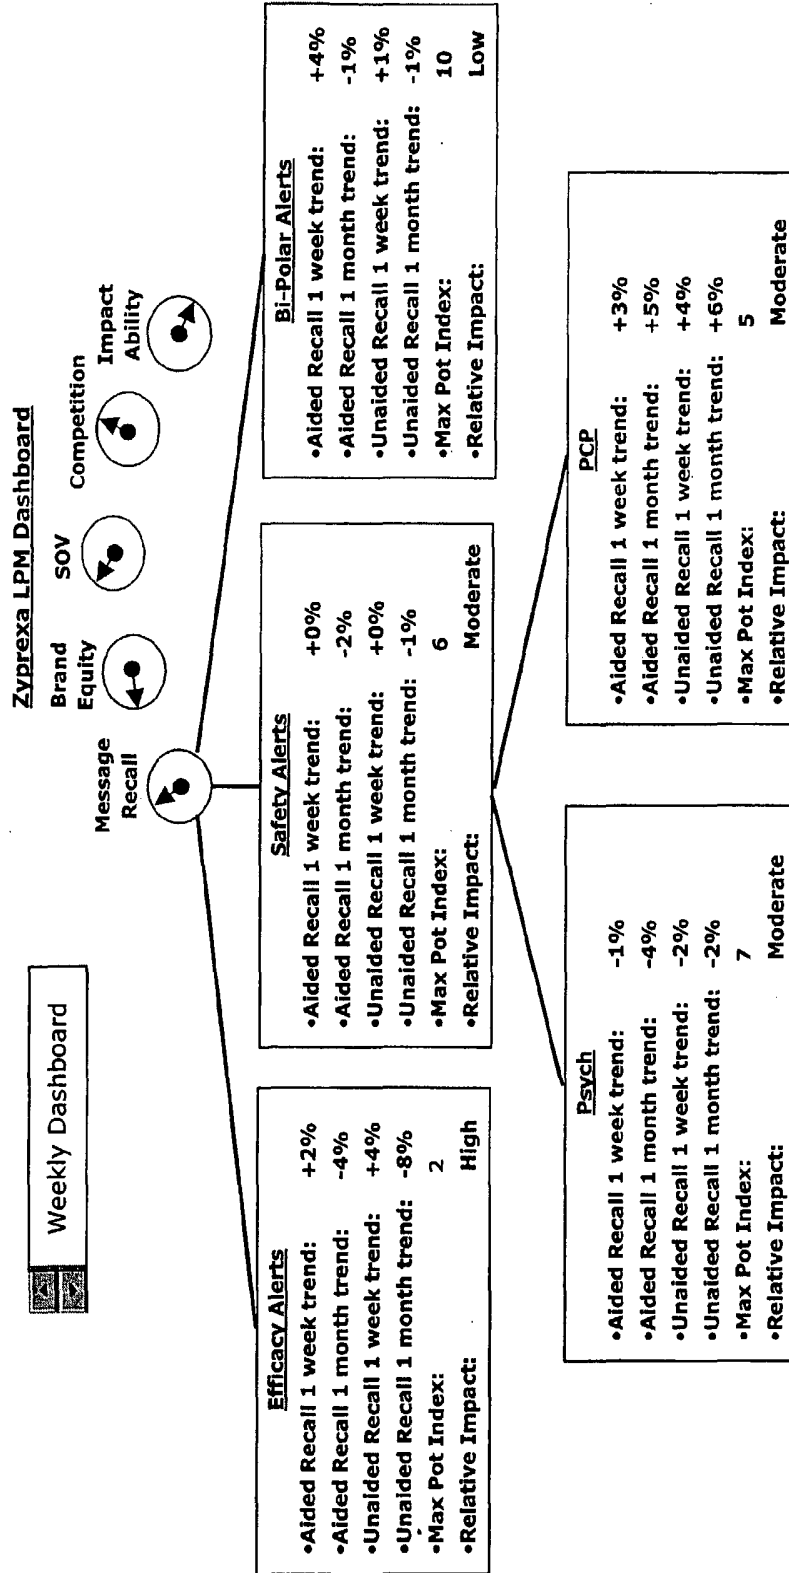 Zyprexa LPM Dashboard
Weekly Dashboard
Message
Recall
Brand
Equity
SOV
Competition
Impact
Ability
Efficacy Alerts
•Aided Recall 1 week trend: +2%
•Aided Recall 1 month trend: -4%
•Unaided Recall 1 week trend: +4%
•Unaided Recall 1 month trend: -8%
•Max Pot Index: 2
•Relative Impact: High
Safety Alerts
•Aided Recall 1 week trend: +0%
•Aided Recall 1 month trend: -2%
•Unaided Recall 1 week trend: +0%
•Unaided Recall 1 month trend: -1%
•Max Pot Index: 6
•Relative Impact: Moderate
Bi-Polar Alerts
•Aided Recall 1 week trend: +4%
•Aided Recall 1 month trend: -1%
•Unaided Recall 1 week trend: +1%
•Unaided Recall 1 month trend: -1%
•Max Pot Index: 10
•Relative Impact: Low
Psych
•Aided Recall 1 week trend: -1%
•Aided Recall 1 month trend: -4%
•Unaided Recall 1 week trend: -2%
•Unaided Recall 1 month trend: -2%
•Max Pot Index: 7
•Relative Impact: Moderate
PCP
•Aided Recall 1 week trend: +3%
•Aided Recall 1 month trend: +5%
•Unaided Recall 1 week trend: +4%
•Unaided Recall 1 month trend: +6%
•Max Pot Index: 5
•Relative Impact: Moderate